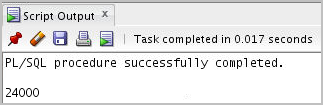 Script Output x
Task completed in 0.017 seconds
PL/SQL procedure successfully completed.
24000